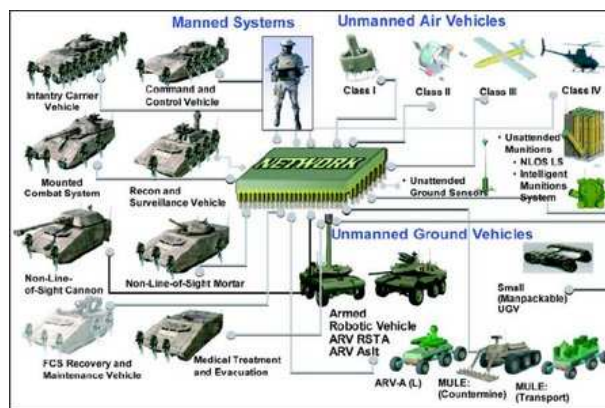 Manned Systems
Unmanned Air Vehicles
Infantry Carrier
Vehicle
Command and
Control Vehicle
Class I
Class II
Class III
Class IV
Mounted
Combat System
Recon and
Surveillance Vehicle
NETWORK
• Unattended
Ground Sensors
• Unattended
Munitions
• NLOS LS
• Intelligent
Munitions
System
Unmanned Ground Vehicles
Non-Line-
of-Sight Cannon
Non-Line-of-Sight Mortar
Small
(Manpackable)
UGV
Armed
Robotic Vehicle
ARV RSTA
ARV Aslt
FCS Recovery and
Maintenance Vehicle
Medical Treatment
and Evacuation
ARV-A (L)
MULE:
(Countermine)
MULE:
(Transport)